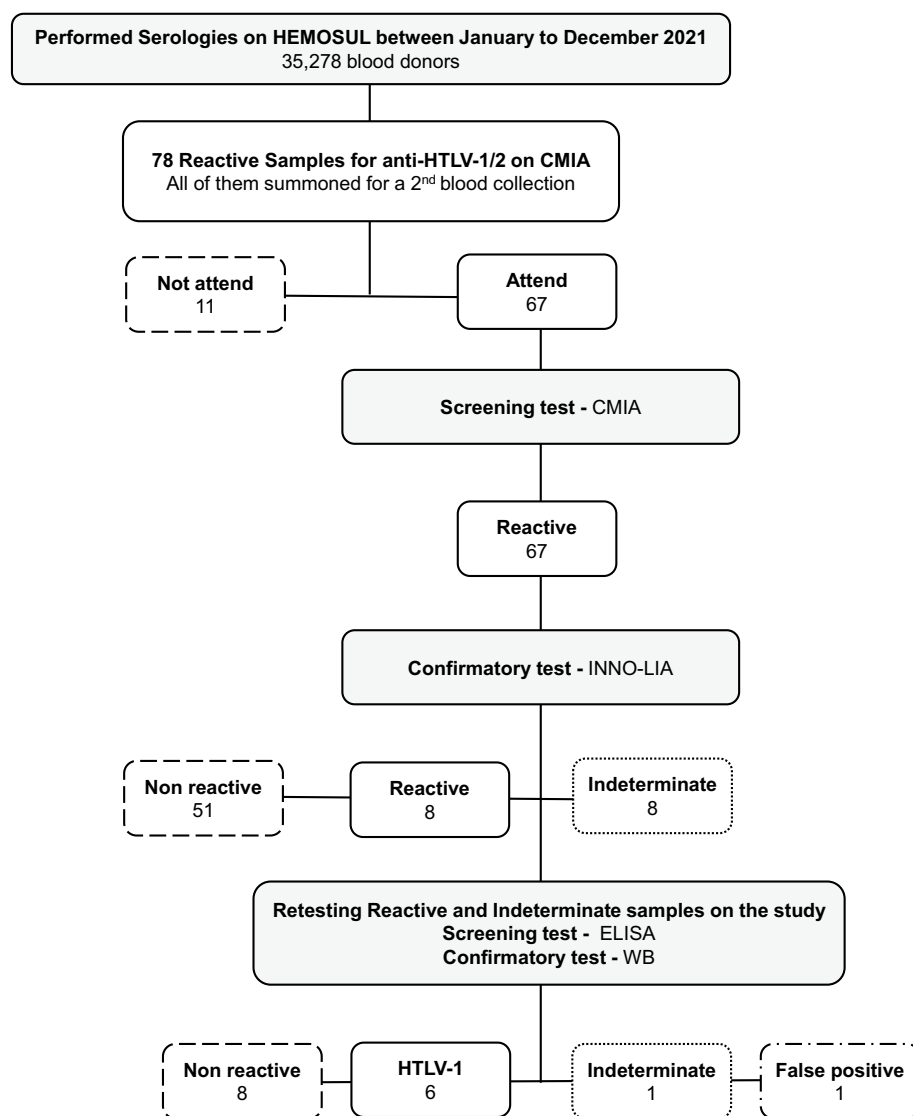 Performed Serologies on HEMOSUL between January to December 2021
35,278 blood donors
78 Reactive Samples for anti-HTLV-1/2 on CMIA
All of them summoned for a 2nd blood collection
Not attend
11
Attend
67
Screening test - CMIA
Reactive
67
Confirmatory test - INNO-LIA
Non reactive
51
Reactive
8
Indeterminate
8
Retesting Reactive and Indeterminate samples on the study
Screening test - ELISA
Confirmatory test - WB
Non reactive
8
HTLV-1
6
Indeterminate
1
False positive
1